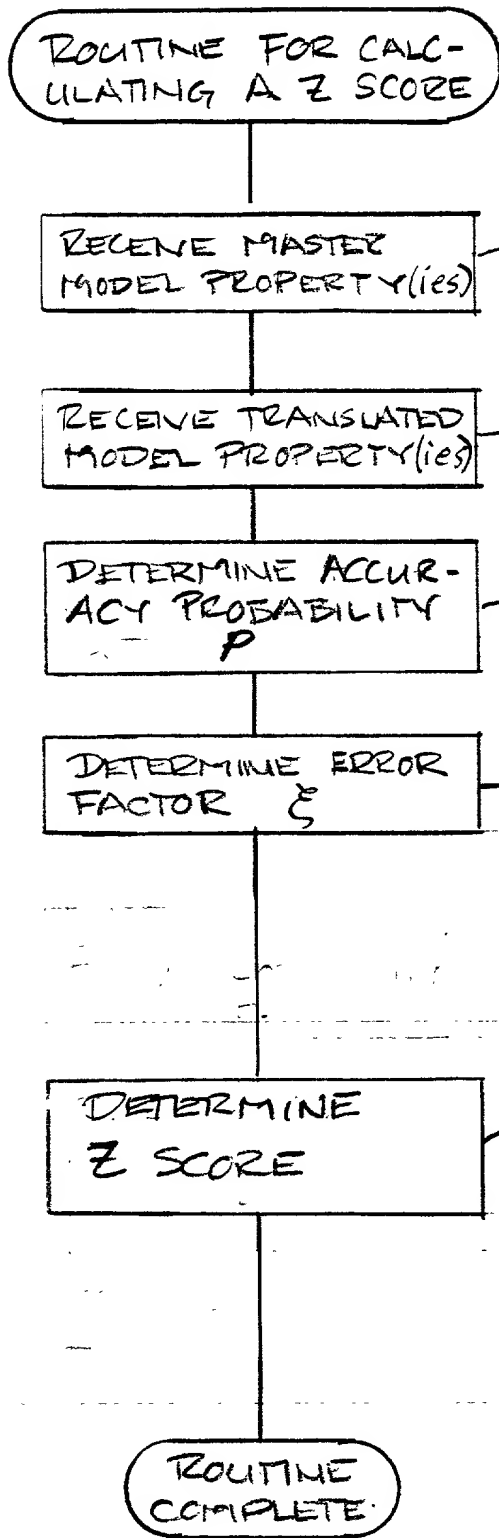 ROUTINE FOR CALC-
ULATING A Z SCORE
RECEIVE MASTER
MODEL PROPERTY(ies)
RECEIVE TRANSLATED
MODEL PROPERTY(ies)
DETERMINE ACCUR-
ACY PROBABILITY
P
DETERMINE ERROR
FACTOR ξ
DETERMINE
Z SCORE
ROUTINE
COMPLETE